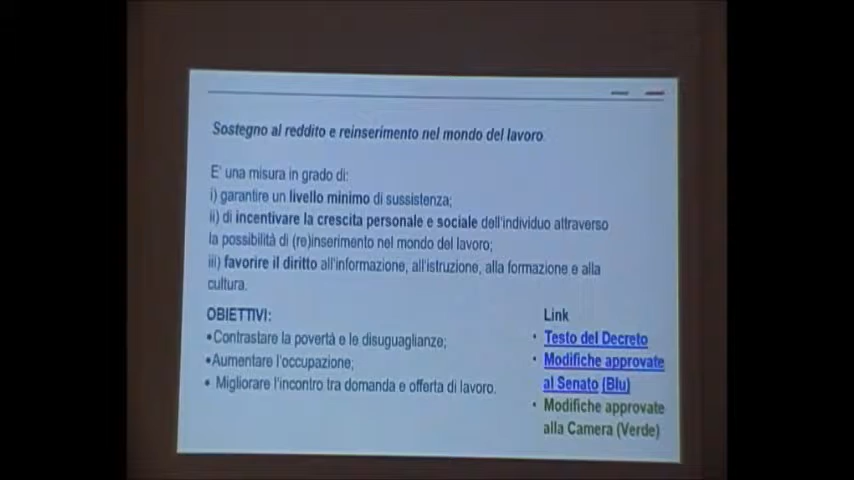 Sostegno al reddito e reinserimento nel mondo del lavoro.
E' una misura in grado di:
i) garantire un livello minimo di sussistenza;
ii) di incentivare la crescita personale e sociale dell'individuo attraverso
la possibilità di (re)inserimento nel mondo del lavoro;
iii) favorire il diritto all'informazione, all'istruzione, alla formazione e alla
cultura.
OBIETTIVI:
•Contrastare la povertà e le disuguaglianze;
•Aumentare l'occupazione;
• Migliorare l'incontro tra domanda e offerta di lavoro.
Link
• Testo del Decreto
• Modifiche approvate
al Senato (Blu)
• Modifiche approvate
alla Camera (Verde)